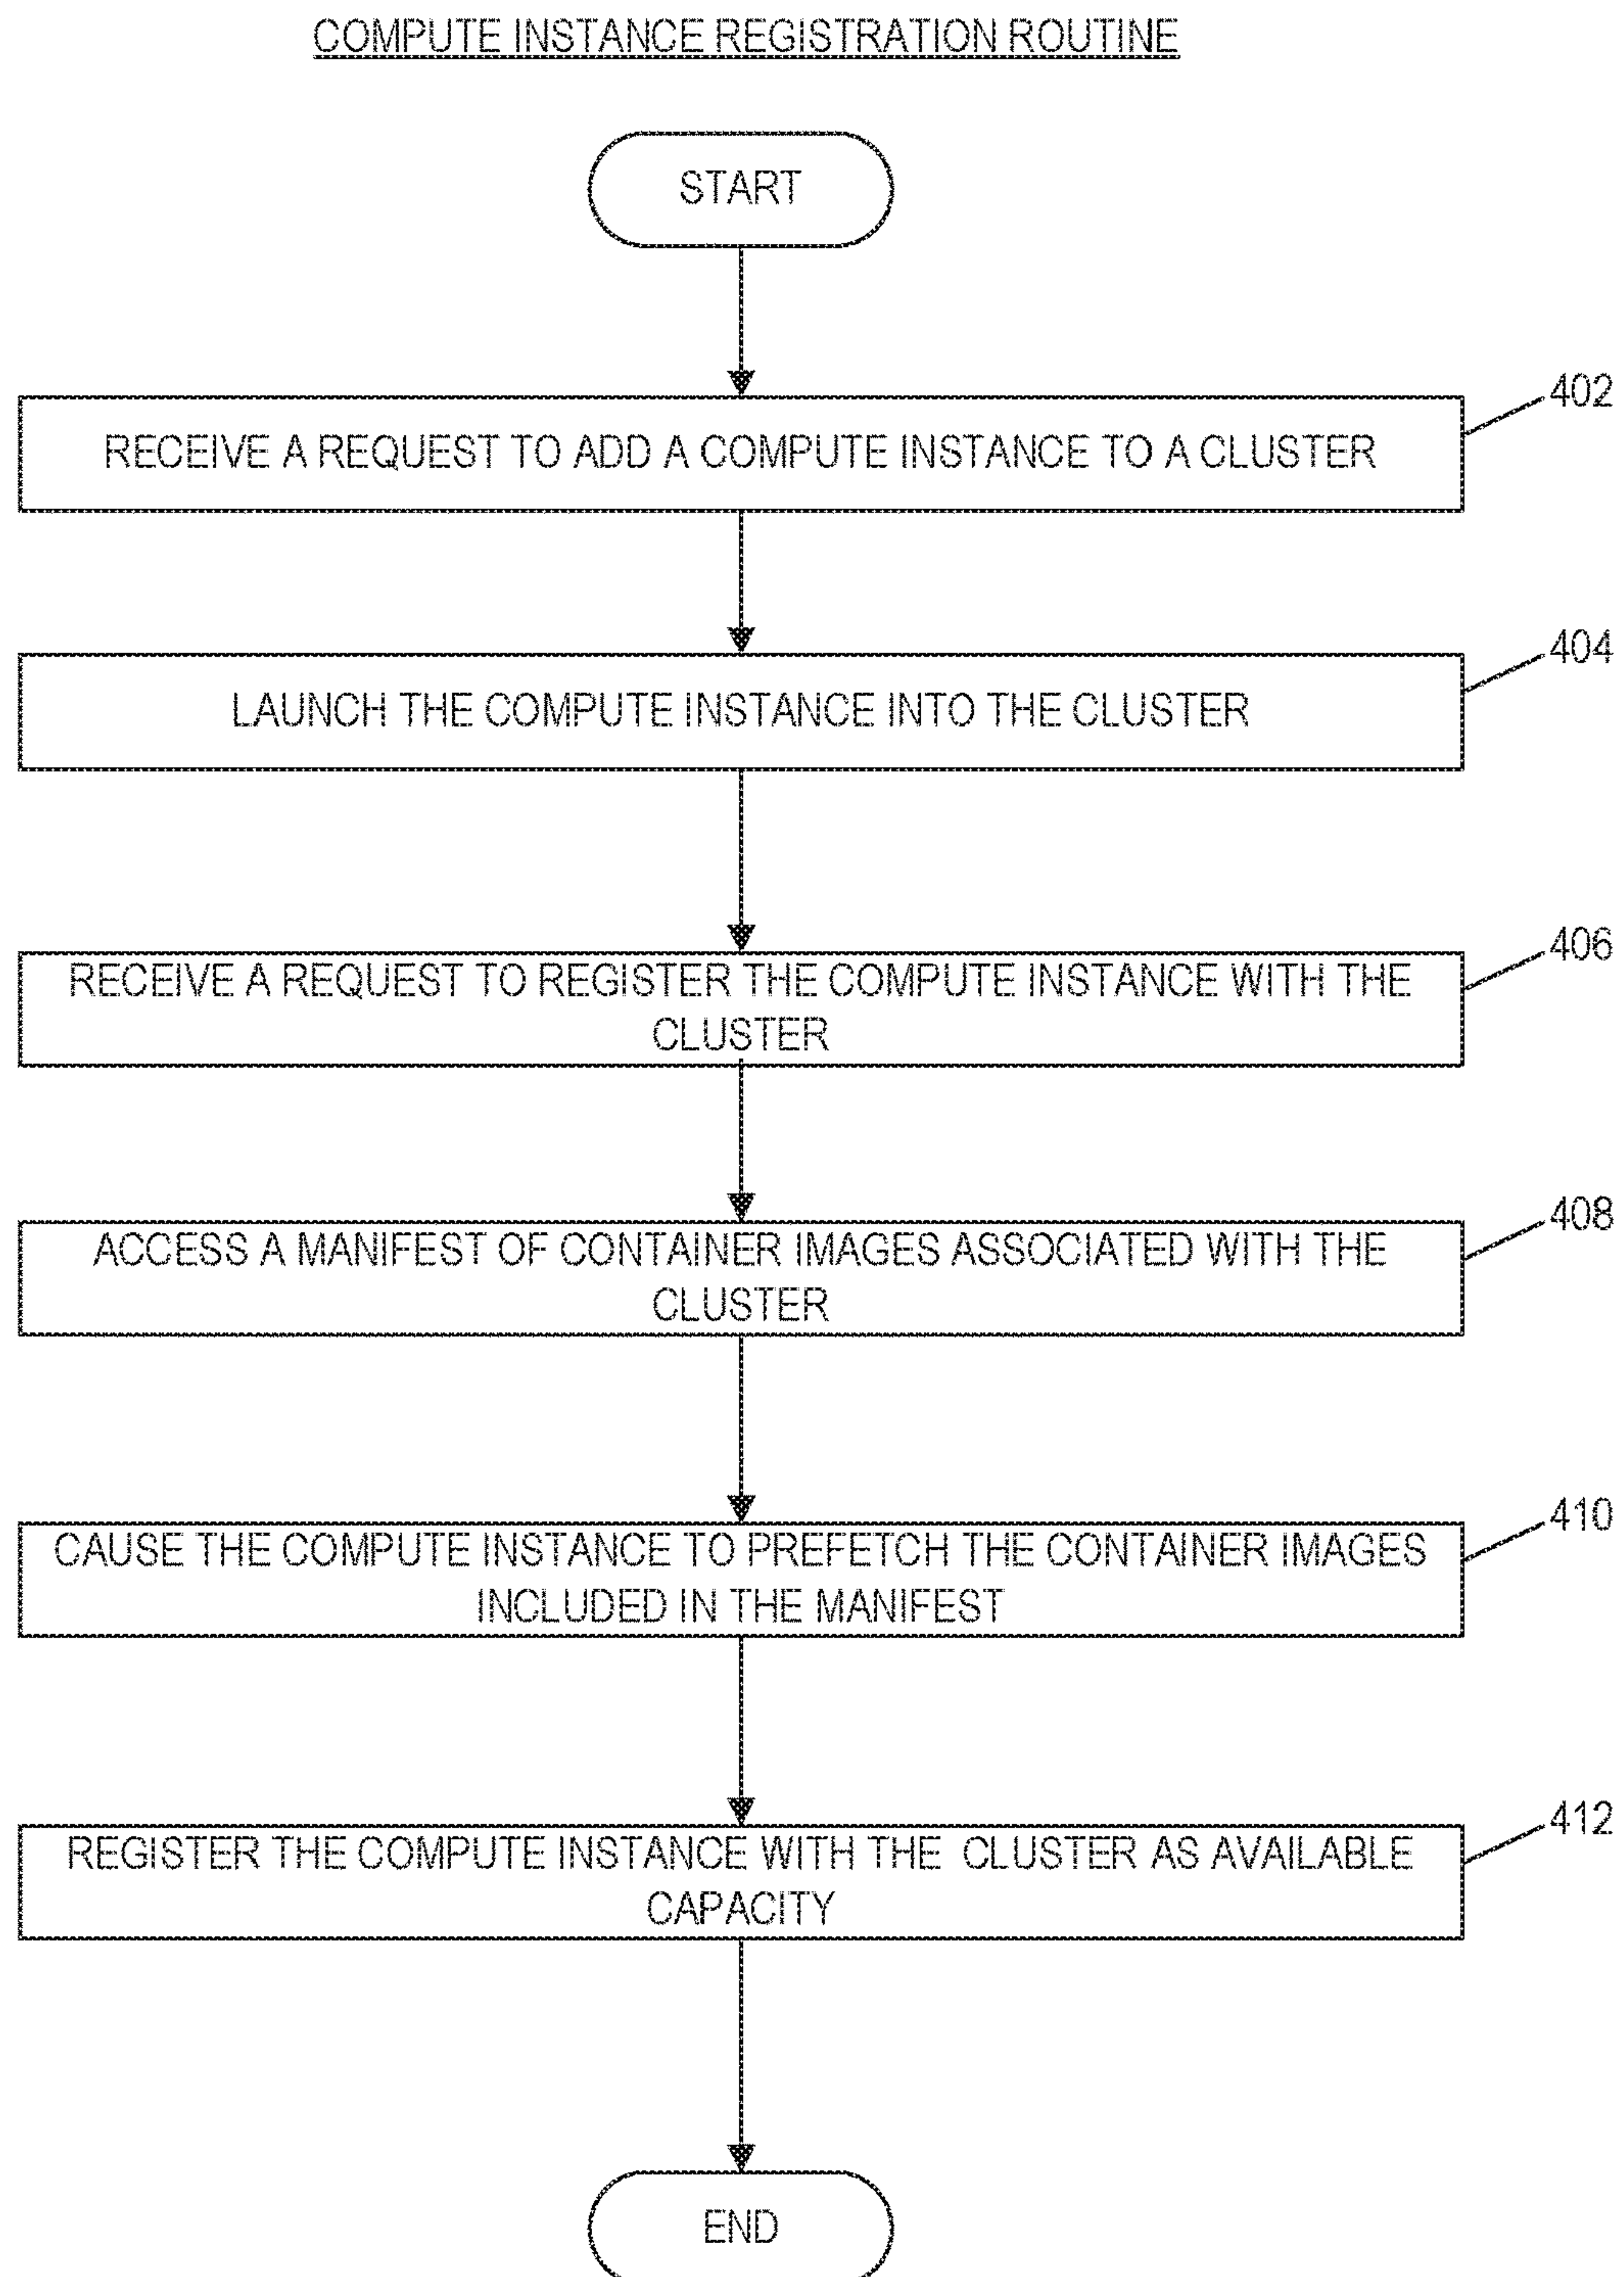 COMPUTE INSTANCE REGISTRATION ROUTINE
START
402
RECEIVE A REQUEST TO ADD A COMPUTE INSTANCE TO A CLUSTER
404
LAUNCH THE COMPUTE INSTANCE INTO THE CLUSTER
406
RECEIVE A REQUEST TO REGISTER THE COMPUTE INSTANCE WITH THE
CLUSTER
408
ACCESS A MANIFEST OF CONTAINER IMAGES ASSOCIATED WITH THE
CLUSTER
410
CAUSE THE COMPUTE INSTANCE TO PREFETCH THE CONTAINER IMAGES
INCLUDED IN THE MANIFEST
412
REGISTER THE COMPUTE INSTANCE WITH THE CLUSTER AS AVAILABLE
CAPACITY
END